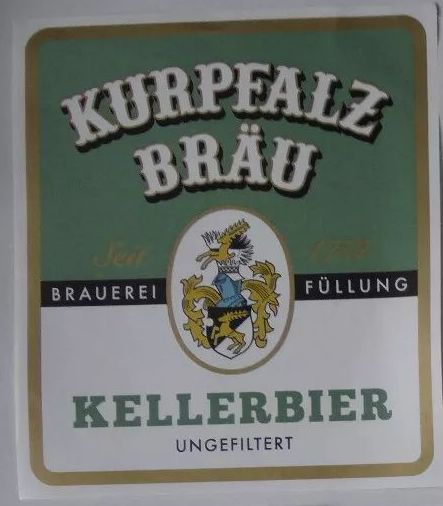 KURPFALZ
BRÄU
Seit
BRAUEREI FÜLLUNG
KELLERBIER
UNGEFILTERT